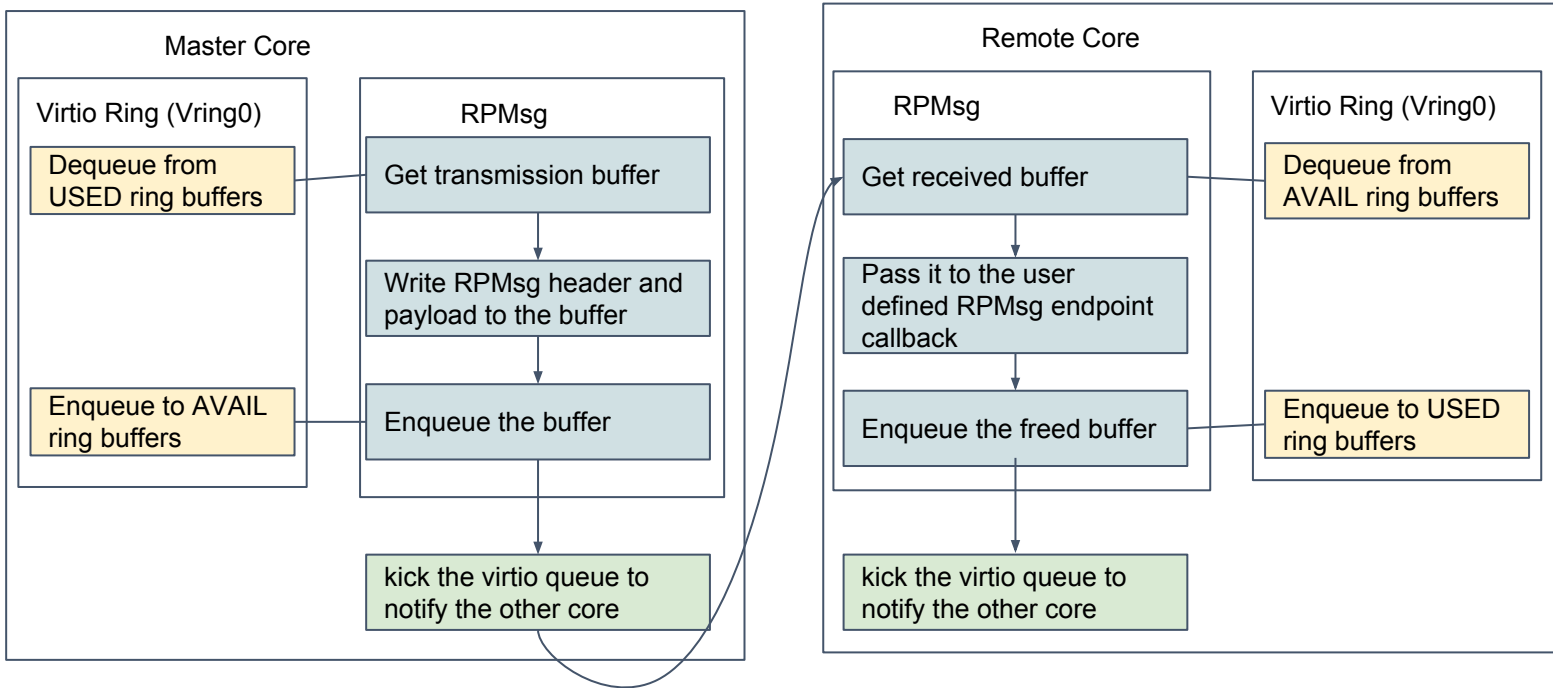 Master Core
Virtio Ring (Vring0)
RPMsg
Dequeue from
USED ring buffers
Get transmission buffer
Write RPMsg header and
payload to the buffer
Enqueue to AVAIL
ring buffers
Enqueue the buffer
kick the virtio queue to
notify the other core
Remote Core
RPMsg
Virtio Ring (Vring0)
Get received buffer
Dequeue from
AVAIL ring buffers
Pass it to the user
defined RPMsg endpoint
callback
Enqueue the freed buffer
Enqueue to USED
ring buffers
kick the virtio queue to
notify the other core